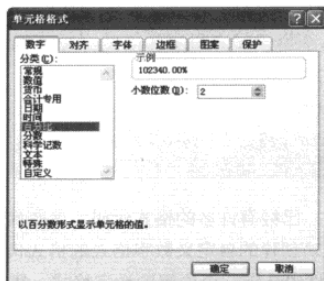 单元格格式
数字 对齐 字体 边框 图案 保护
分类(C):
常规
数值
货币
会计专用
日期
时间
分数
科学记数
文本
特殊
自定义
示例
102340.00%
小数位数(D): 2
以百分数形式显示单元格的值。
确定 取消